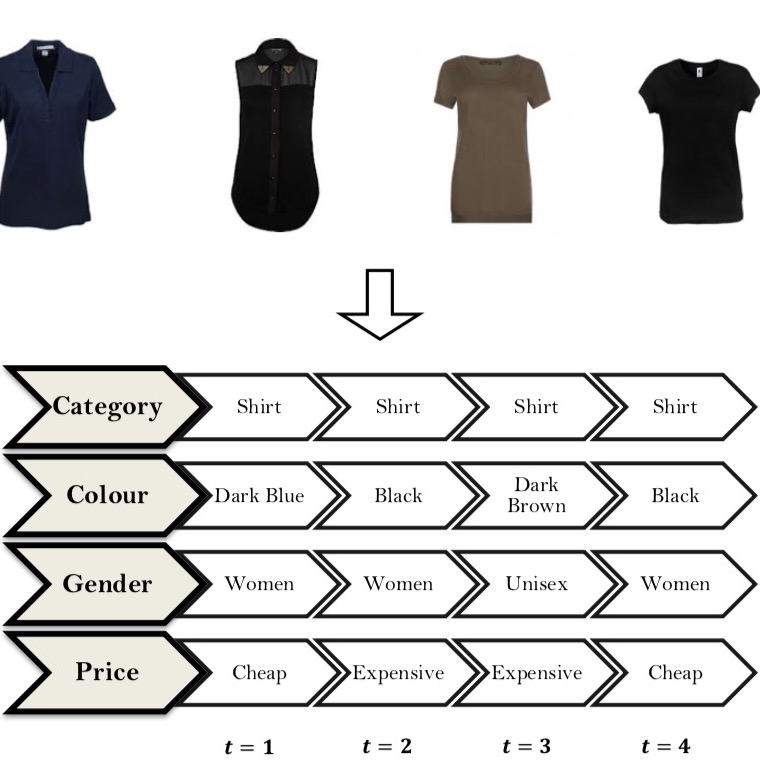 Category
Shirt
Shirt
Shirt
Shirt
Colour
Dark Blue
Black
Dark
Brown
Black
Gender
Women
Women
Unisex
Women
Price
Cheap
Expensive
Expensive
Cheap
t = 1
t = 2
t = 3
t = 4